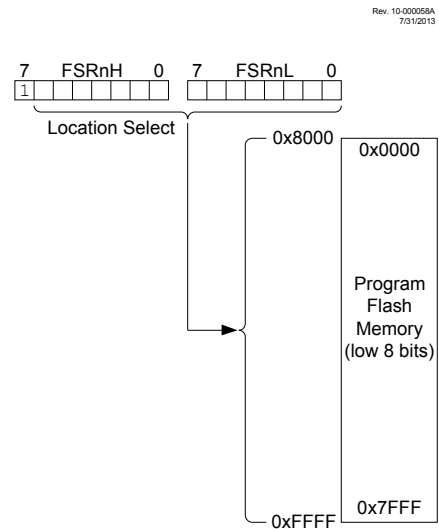 Rev. 10-000058A
7/31/2013
7 FSRnH 0 7 FSRnL 0
1
Location Select
0x8000
0x0000
Program
Flash
Memory
(low 8 bits)
0x7FFF
0xFFFF